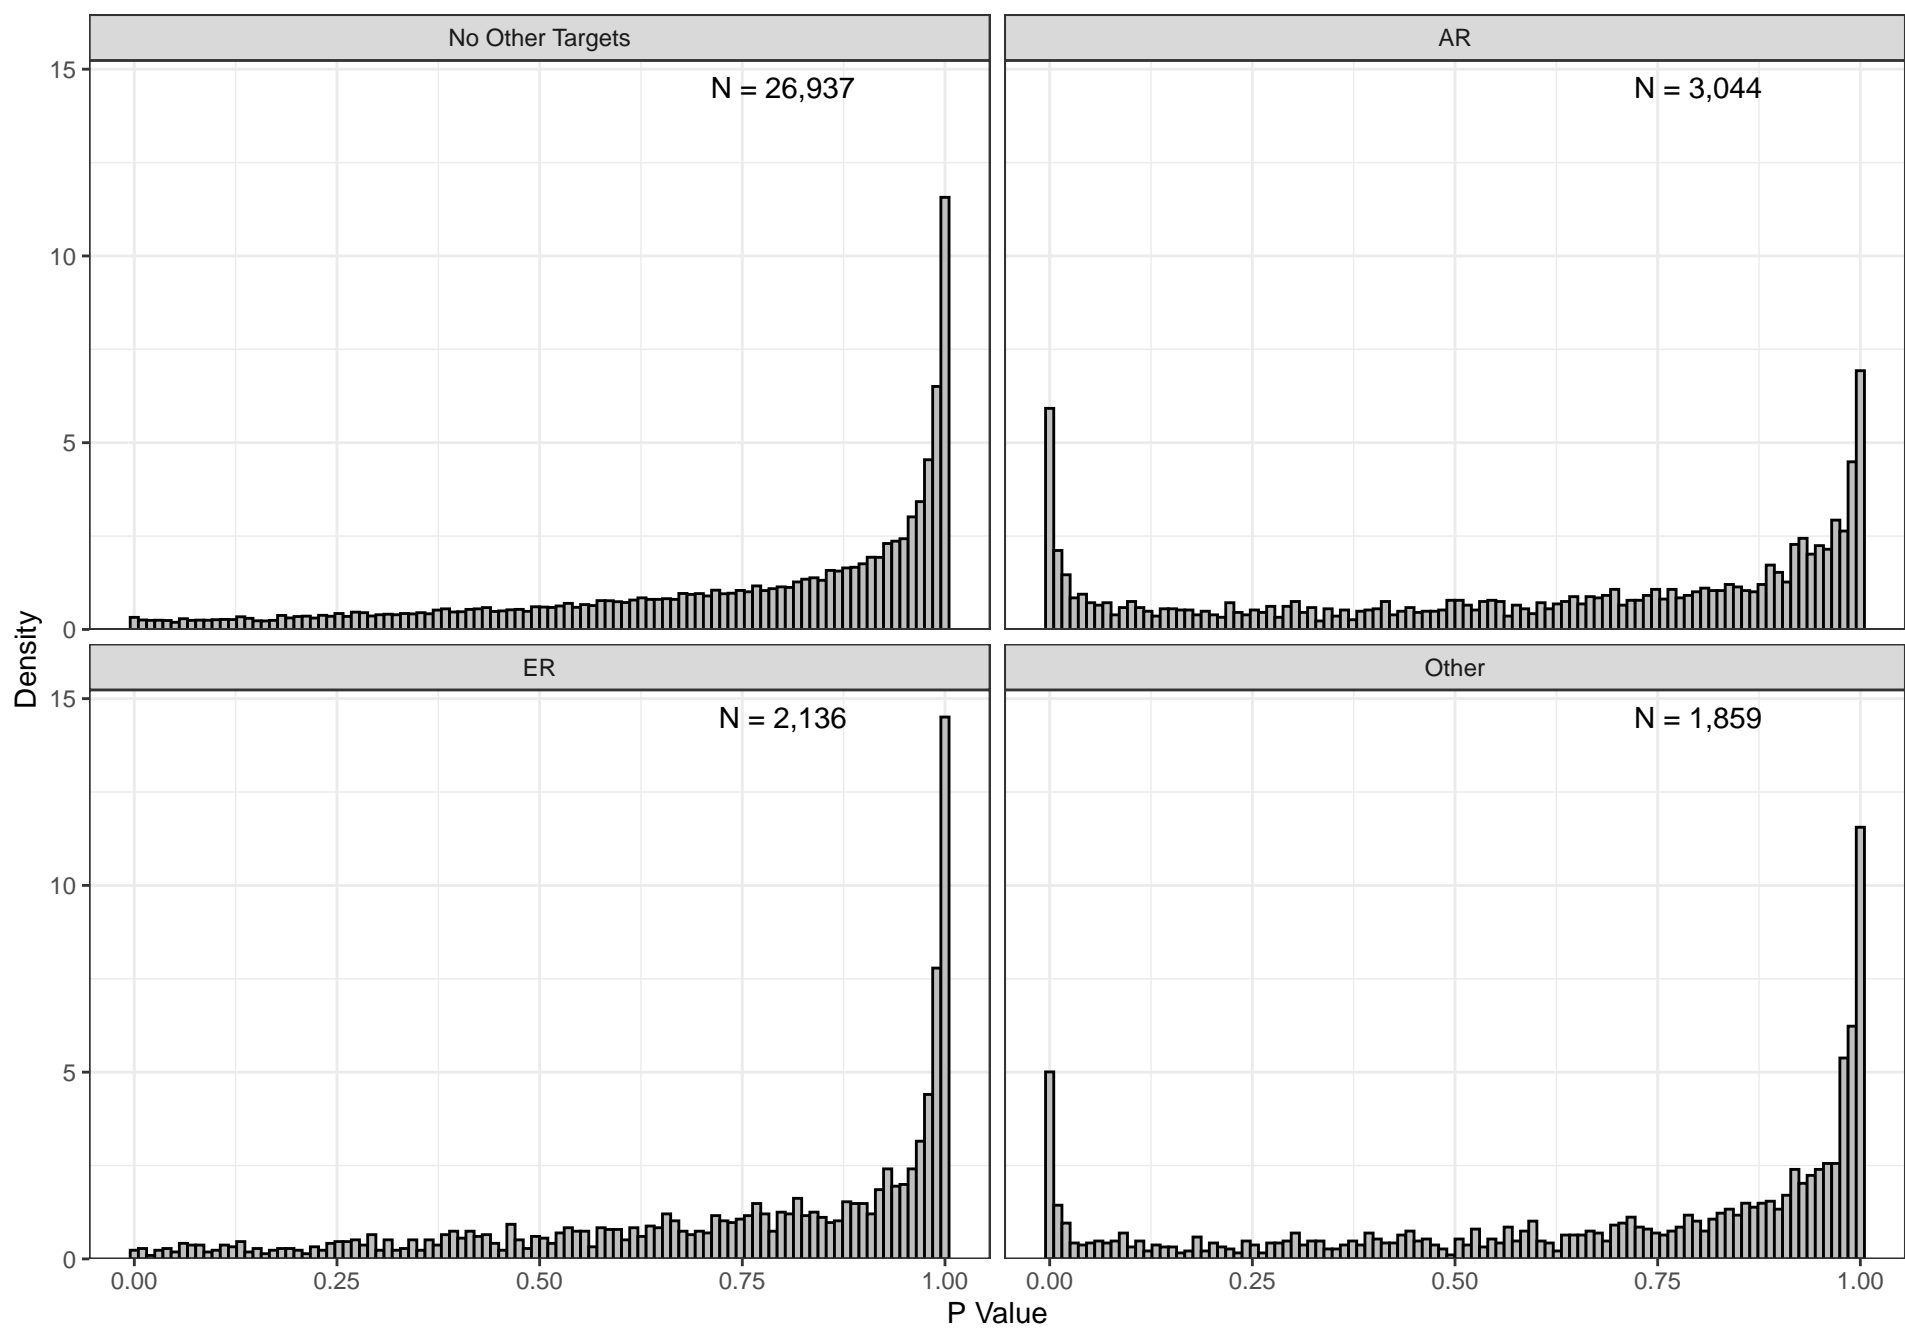 No Other Targets
AR
N = 26,937
N = 3,044
15
10
5
0
ER
Other
N = 2,136
N = 1,859
15
10
5
0
Density
0.00 0.25 0.50 0.75 1.00 0.00 0.25 0.50 0.75 1.00
P Value